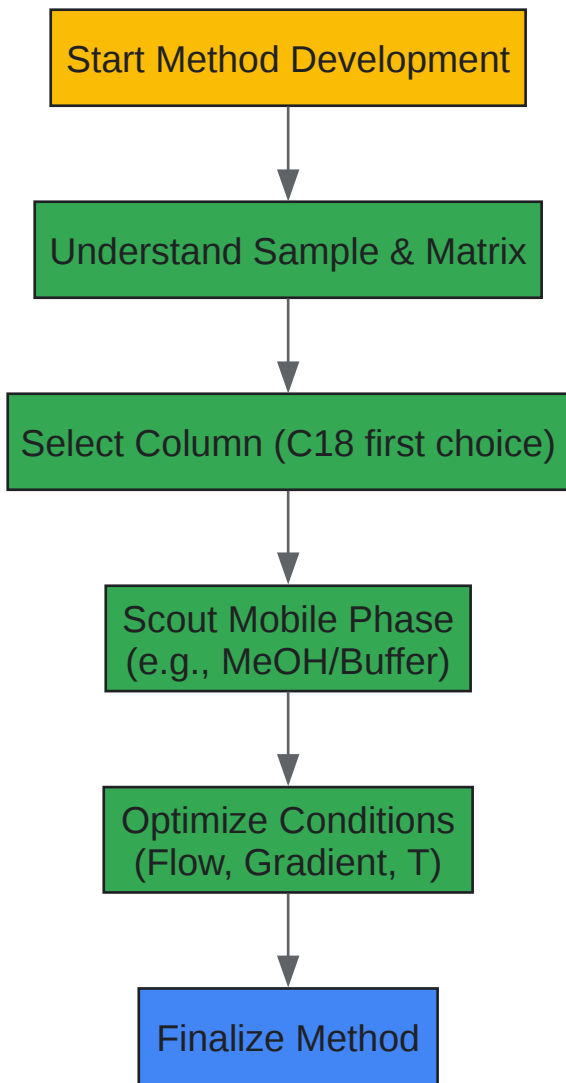 Start Method Development
Understand Sample & Matrix
Select Column (C18 first choice)
Scout Mobile Phase
(e.g., MeOH/Buffer)
Optimize Conditions
(Flow, Gradient, T)
Finalize Method